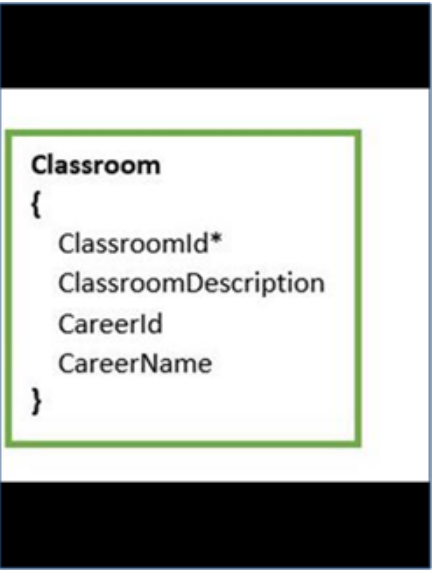 Classroom
{
ClassroomId*
ClassroomDescription
CareerId
CareerName
}